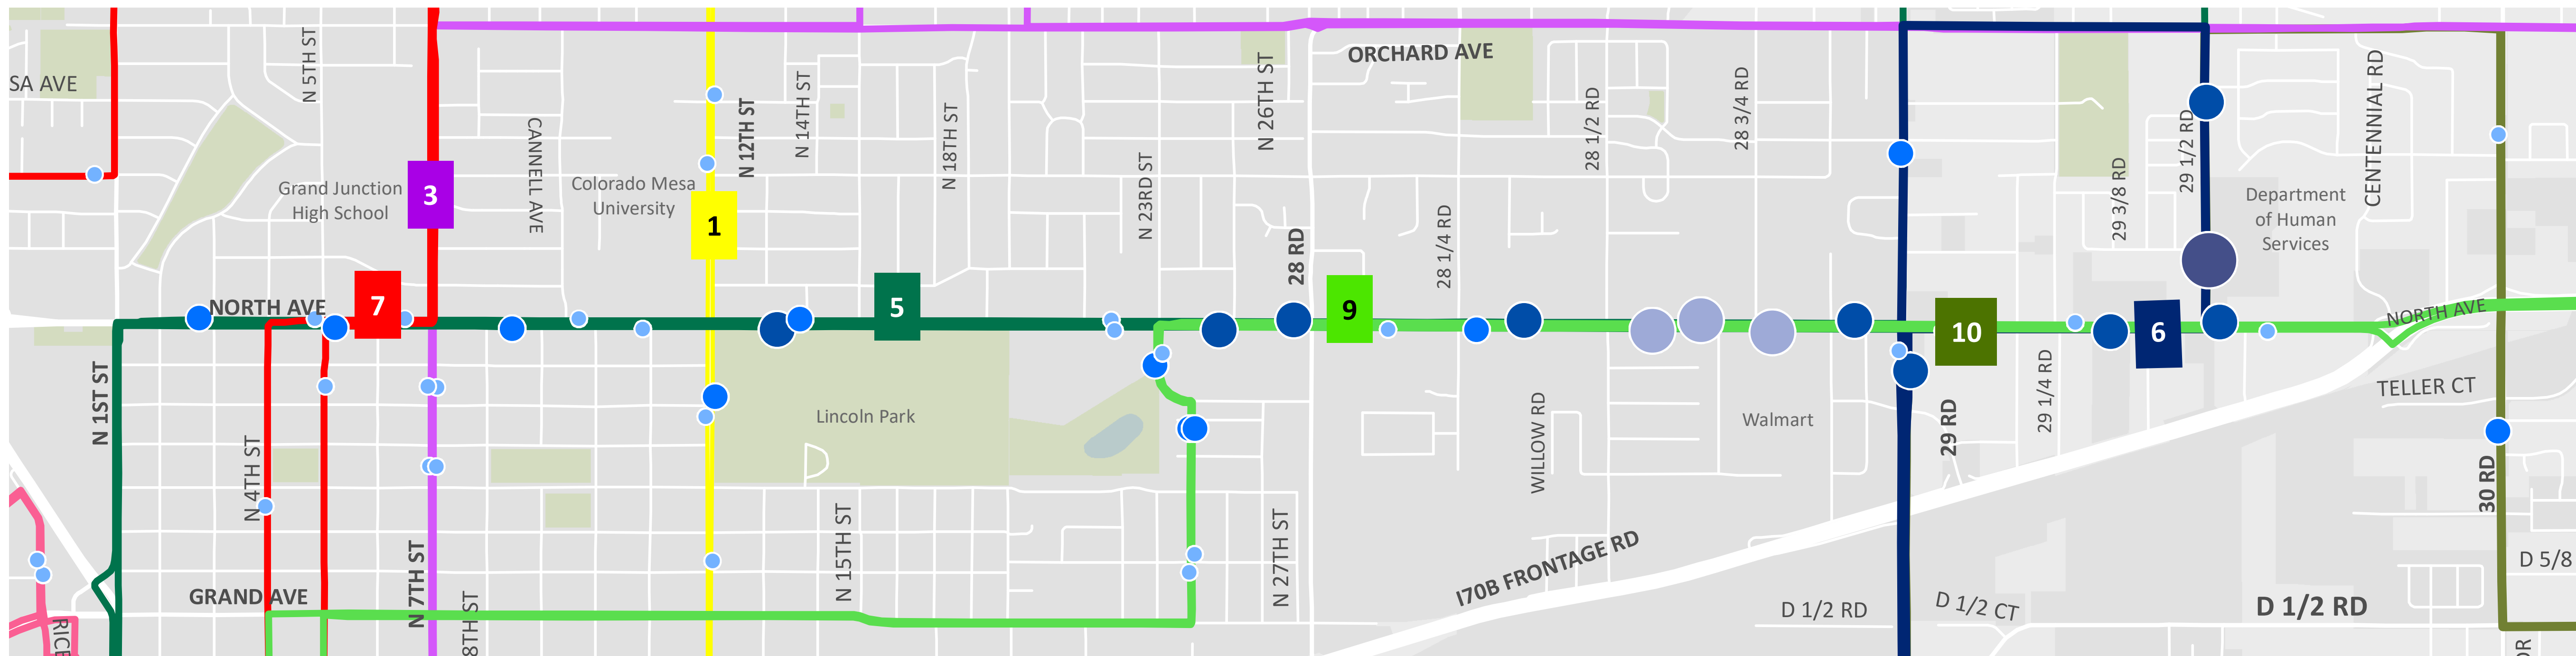 SA AVE
N 5TH ST
Grand Junction
High School
3
CANNELL AVE
Colorado Mesa
University
1
N 12TH ST
N 14TH ST
N 18TH ST
N 23RD ST
N 26TH ST
ORCHARD AVE
28 RD
28 1/4 RD
28 1/2 RD
28 3/4 RD
29 3/8 RD
29 1/2 RD
Department
of Human
Services
CENTENNIAL RD
NORTH AVE
7
5
9
10
6
NORTH AVE
N 1ST ST
N 4TH ST
Lincoln Park
WILLOW RD
Walmart
29 RD
29 1/4 RD
TELLER CT
30 RD
GRAND AVE
N 7TH ST
8TH ST
N 15TH ST
N 27TH ST
I70B FRONTAGE RD
D 1/2 RD
D 1/2 CT
D 1/2 RD
D 5/8
RICE
OR